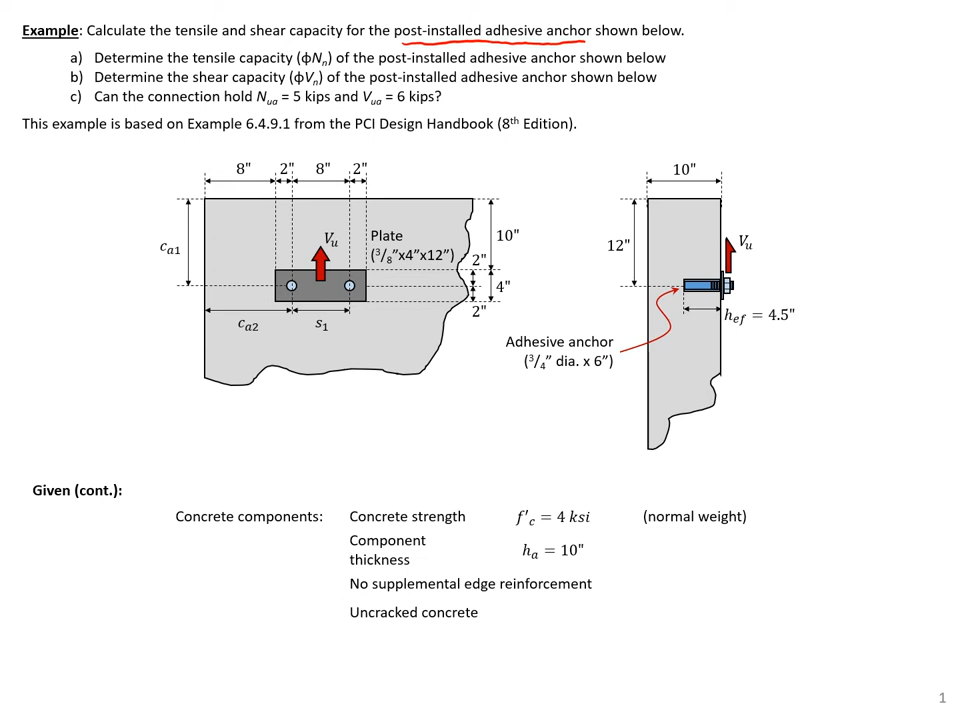 Example: Calculate the tensile and shear capacity for the post-installed adhesive anchor shown below.
a) Determine the tensile capacity (ϕNn) of the post-installed adhesive anchor shown below
b) Determine the shear capacity (ϕVn) of the post-installed adhesive anchor shown below
c) Can the connection hold Nua = 5 kips and Vua = 6 kips?
This example is based on Example 6.4.9.1 from the PCI Design Handbook (8th Edition).
8" 2" 8" 2"
10"
ca1
Vu
Plate
(3/8”x4”x12”)
10"
2"
4"
2"
ca2 s1
12"
Vu
hef = 4.5"
Adhesive anchor
(3/4” dia. x 6”)
Given (cont.):
Concrete components: Concrete strength f'c = 4 ksi (normal weight)
Component
thickness
ha = 10"
No supplemental edge reinforcement
Uncracked concrete
1